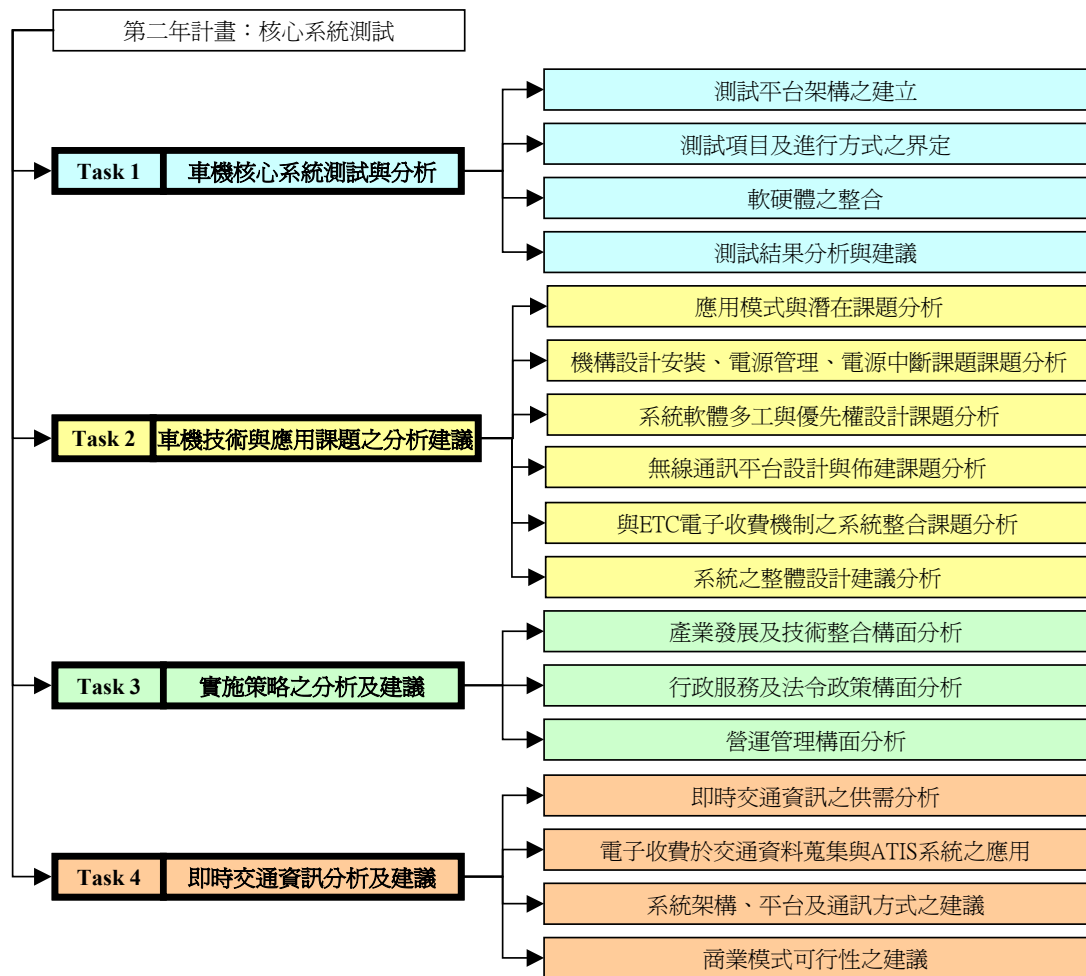 第二年計畫：核心系統測試
Task 1 車機核心系統測試與分析
測試平台架構之建立
測試項目及進行方式之界定
軟硬體之整合
測試結果分析與建議
Task 2 車機技術與應用課題之分析建議
應用模式與潛在課題分析
機構設計安裝、電源管理、電源中斷課題課題分析
系統軟體多工與優先權設計課題分析
無線通訊平台設計與佈建課題分析
與ETC電子收費機制之系統整合課題分析
系統之整體設計建議分析
Task 3 實施策略之分析及建議
產業發展及技術整合構面分析
行政服務及法令政策構面分析
營運管理構面分析
Task 4 即時交通資訊分析及建議
即時交通資訊之供需分析
電子收費於交通資料蒐集與ATIS系統之應用
系統架構、平台及通訊方式之建議
商業模式可行性之建議